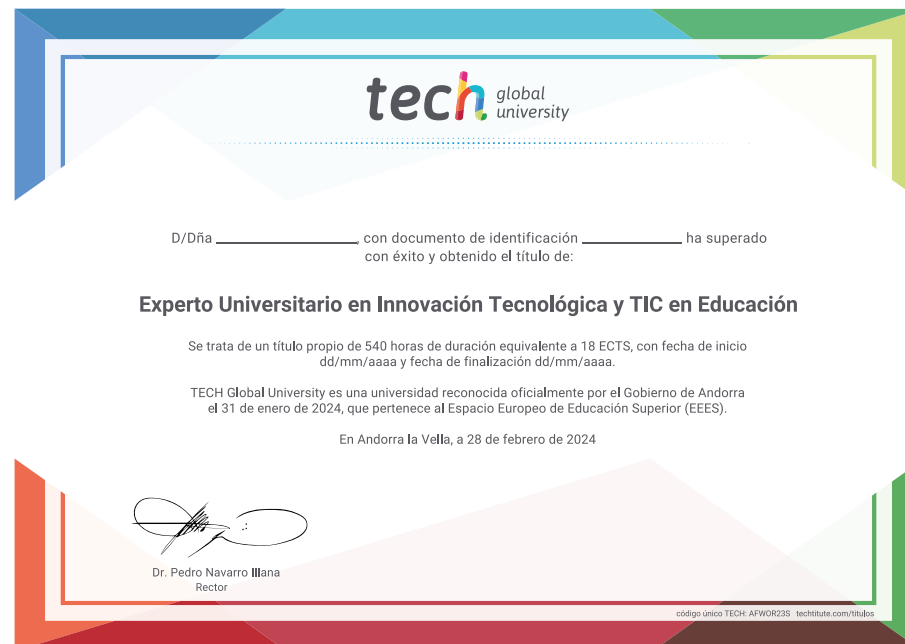 tech global university
D/Dña ____________________, con documento de identificación ______________ ha superado
con éxito y obtenido el título de:
Experto Universitario en Innovación Tecnológica y TIC en Educación
Se trata de un título propio de 540 horas de duración equivalente a 18 ECTS, con fecha de inicio
dd/mm/aaaa y fecha de finalización dd/mm/aaaa.
TECH Global University es una universidad reconocida oficialmente por el Gobierno de Andorra
el 31 de enero de 2024, que pertenece al Espacio Europeo de Educación Superior (EEES).
En Andorra la Vella, a 28 de febrero de 2024
Dr. Pedro Navarro Illana
Rector
código único TECH: AFWOR23S techtitute.com/titulos